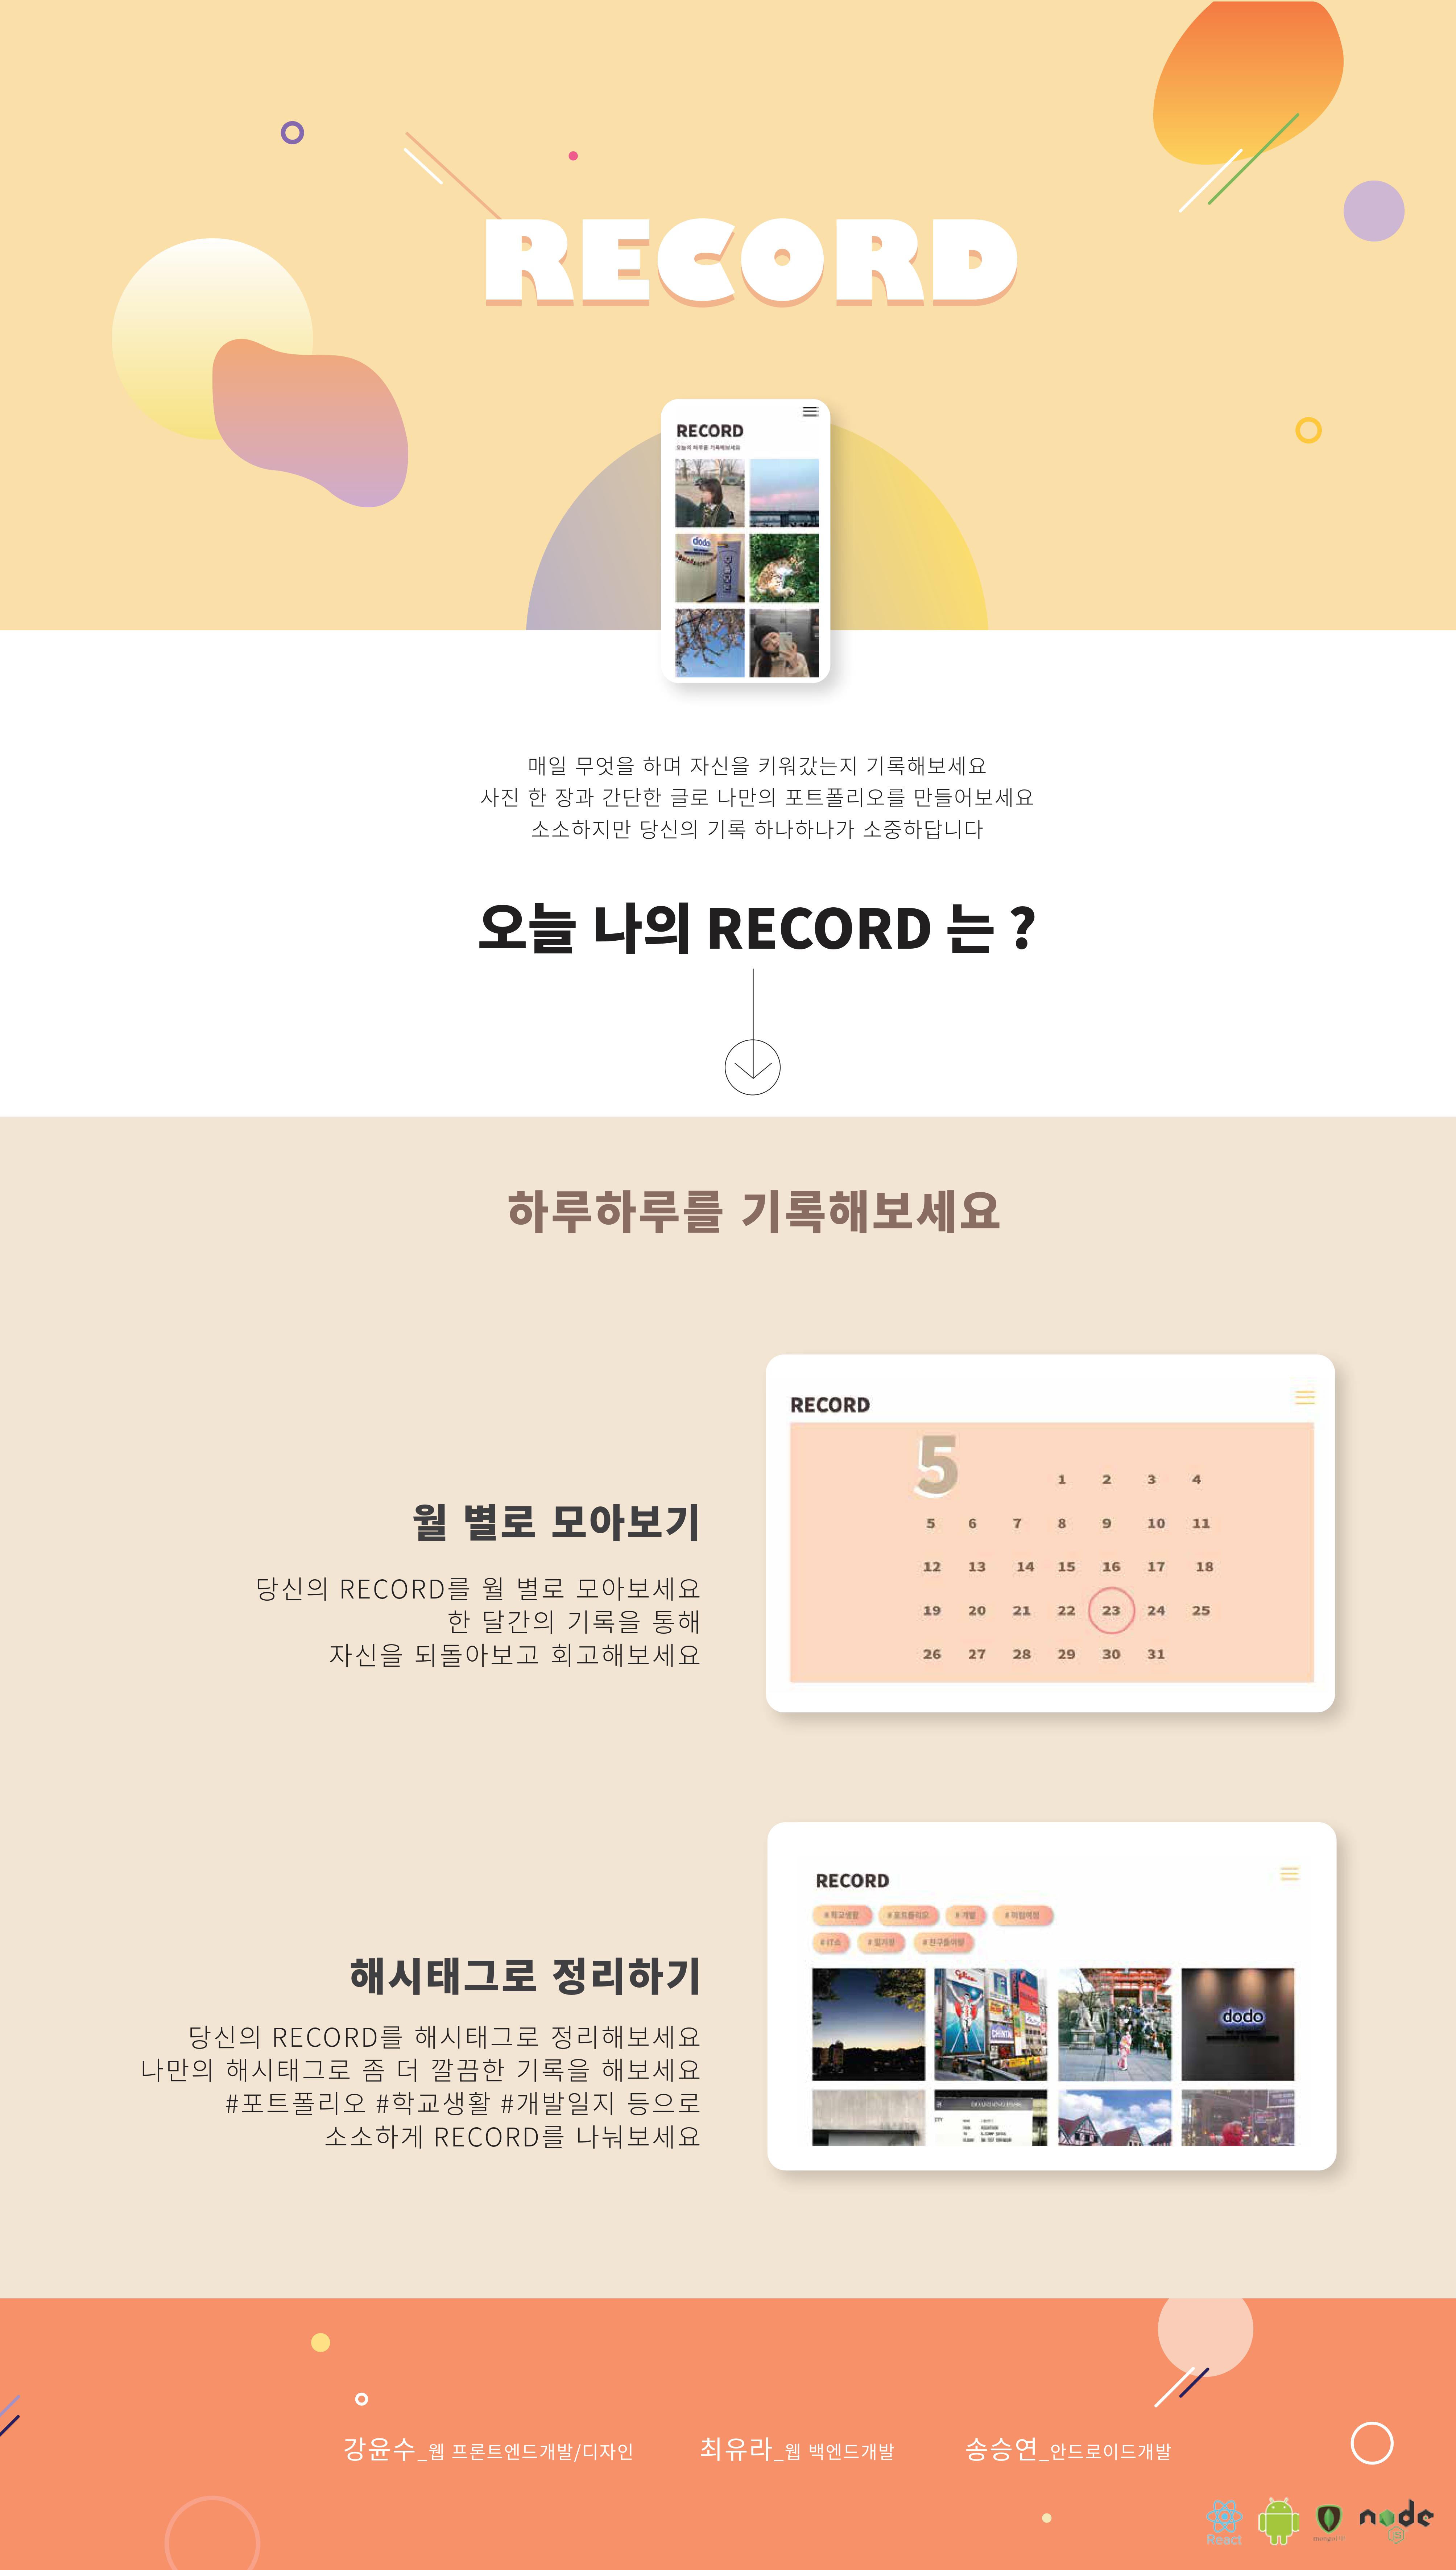 RECORD
RECORD
오늘의 하루를 기록해보세요
dodo
매일 무엇을 하며 자신을 키워갔는지 기록해보세요
사진 한 장과 간단한 글로 나만의 포트폴리오를 만들어보세요
소소하지만 당신의 기록 하나하나가 소중하답니다
오늘 나의 RECORD 는 ?
하루하루를 기록해보세요
RECORD
5
1 2 3 4
5 6 7 8 9 10 11
12 13 14 15 16 17 18
19 20 21 22 23 24 25
26 27 28 29 30 31
월 별로 모아보기
당신의 RECORD를 월 별로 모아보세요
한 달간의 기록을 통해
자신을 되돌아보고 회고해보세요
RECORD
# 학교생활 # 포트폴리오 # 개발
# IT쇼 # 일기장 # 친구들여행
dodo
해시태그로 정리하기
당신의 RECORD를 해시태그로 정리해보세요
나만의 해시태그로 좀 더 깔끔한 기록을 해보세요
#포트폴리오 #학교생활 #개발일지 등으로
소소하게 RECORD를 나눠보세요
강윤수_웹 프론트엔드개발/디자인 최유라_웹 백엔드개발 송승연_안드로이드개발
React
node